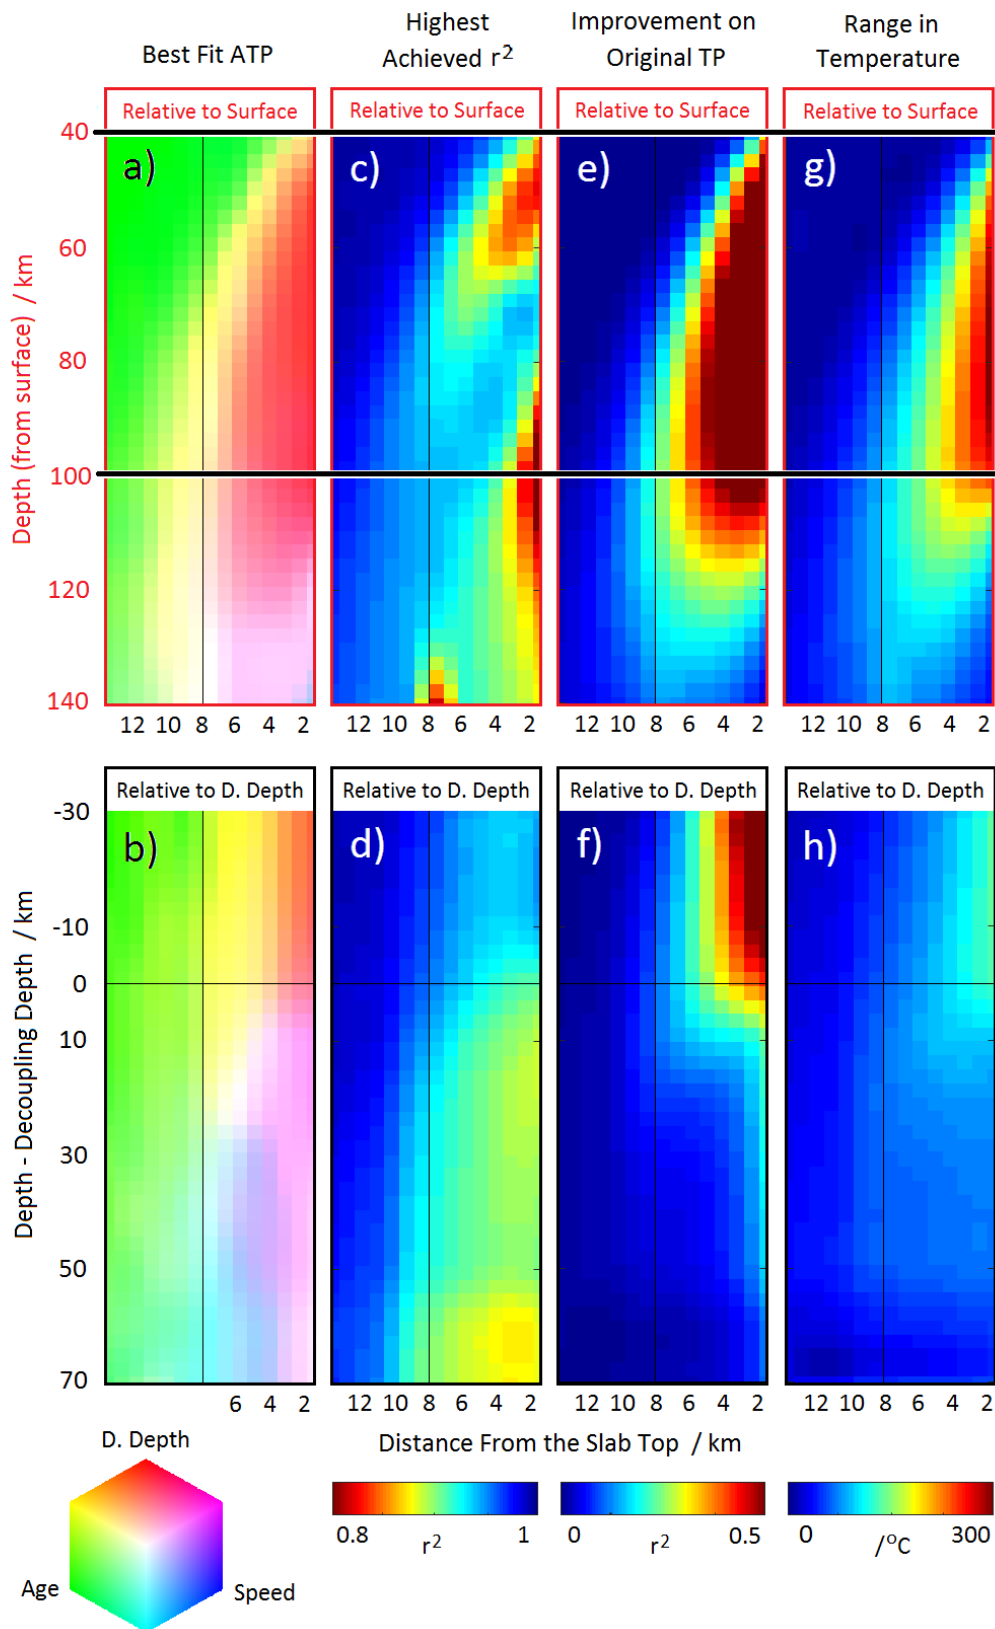 Best Fit ATP
Highest
Achieved r²
Improvement on
Original TP
Range in
Temperature
Relative to Surface
Relative to Surface
Relative to Surface
Relative to Surface
a)
c)
e)
g)
Depth (from surface) / km
40
60
80
100
120
140
12 10 8 6 4 2
12 10 8 6 4 2
12 10 8 6 4 2
12 10 8 6 4 2
Relative to D. Depth
Relative to D. Depth
Relative to D. Depth
Relative to D. Depth
b)
d)
f)
h)
Depth - Decoupling Depth / km
-30
-10
0
10
30
50
70
6 4 2
12 10 8 6 4 2
12 10 8 6 4 2
12 10 8 6 4 2
Distance From the Slab Top / km
D. Depth
Age
Speed
0.8
r²
1
0
r²
0.5
0
/°C
300